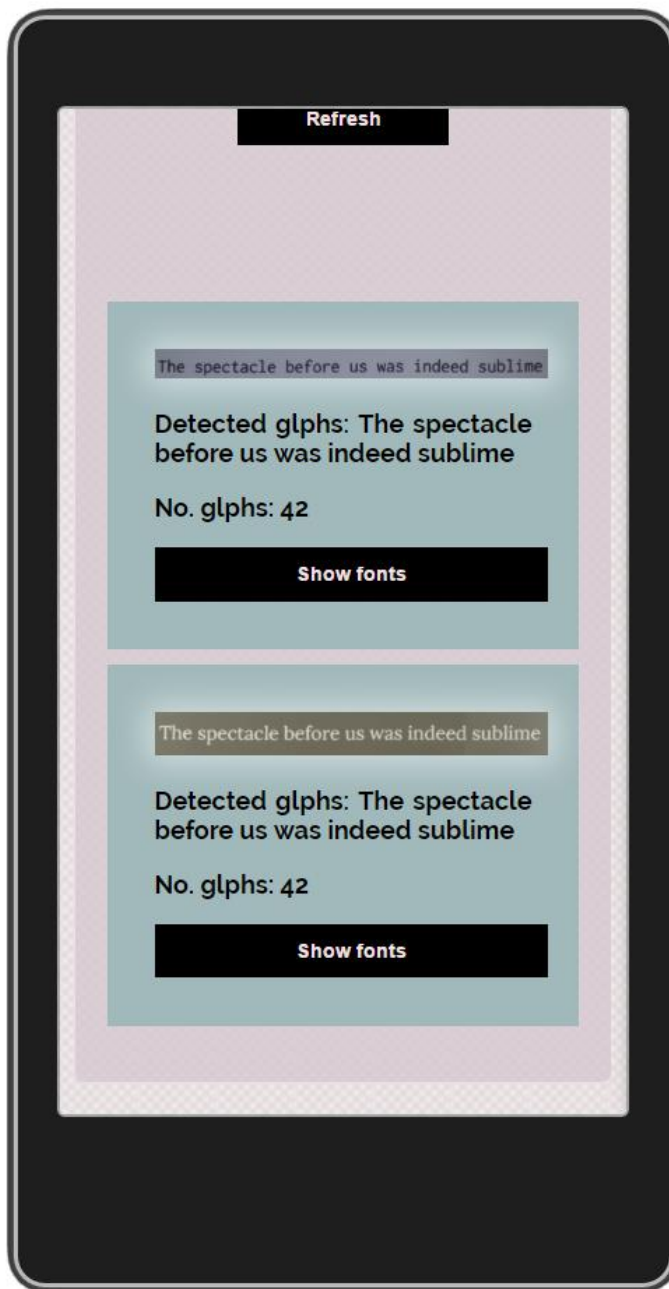 Refresh
The spectacle before us was indeed sublime
Detected glphs: The spectacle
before us was indeed sublime
No. glphs: 42
Show fonts
The spectacle before us was indeed sublime
Detected glphs: The spectacle
before us was indeed sublime
No. glphs: 42
Show fonts